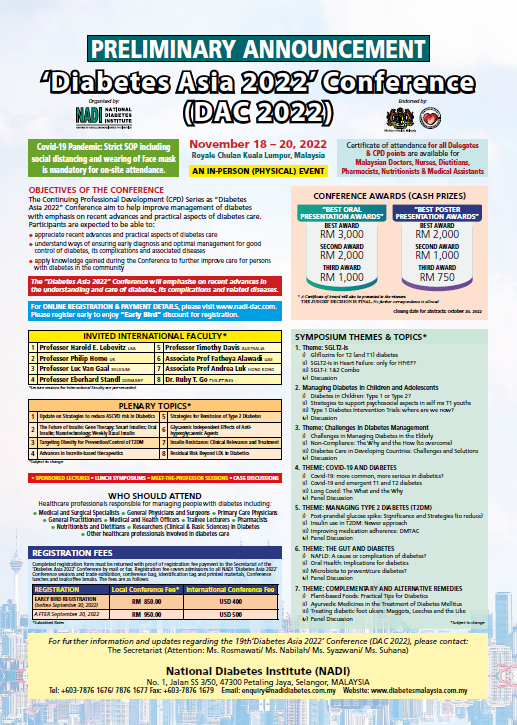 PRELIMINARY ANNOUNCEMENT
'Diabetes Asia 2022' Conference
(DAC 2022)
Organised by:
NADI NATIONAL DIABETES INSTITUTE
Endorsed by:
Covid-19 Pandemic: Strict SOP including
social distancing and wearing of face mask
is mandatory for on-site attendance.
November 18 – 20, 2022
Royale Chulan Kuala Lumpur, Malaysia
AN IN-PERSON (PHYSICAL) EVENT
Certificate of attendance for all Delegates
& CPD points are available for
Malaysian Doctors, Nurses, Dietitians,
Pharmacists, Nutritionists & Medical Assistants
OBJECTIVES OF THE CONFERENCE
The Continuing Professional Development (CPD) Series as "Diabetes
Asia 2022" Conference aim to help improve management of diabetes
with emphasis on recent advances and practical aspects of diabetes care.
Participants are expected to be able to:
● appreciate recent advances and practical aspects of diabetes care
● understand ways of ensuring early diagnosis and optimal management for good
control of diabetes, its complications and associated diseases
● apply knowledge gained during the Conference to further improve care for persons
with diabetes in the community
The "Diabetes Asia 2022" Conference will emphasise on recent advances in
the understanding and care of diabetes, its complications and related diseases.
For ONLINE REGISTRATION & PAYMENT DETAILS, please visit www.nadi-dac.com.
Please register early to enjoy "Early Bird" discount for registration.
CONFERENCE AWARDS (CASH PRIZES)
"BEST ORAL
PRESENTATION AWARDS"
BEST AWARD
RM 3,000
SECOND AWARD
RM 2,000
THIRD AWARD
RM 1,000
"BEST POSTER
PRESENTATION AWARDS"
BEST AWARD
RM 2,000
SECOND AWARD
RM 1,000
THIRD AWARD
RM 750
* A Certificate of Award will also be presented to the winners
THE JUDGES' DECISION IS FINAL. No further correspondence is allowed
closing date for abstracts: October 20, 2022
INVITED INTERNATIONAL FACULTY*
1 Professor Harold E. Lebovitz USA
2 Professor Philip Home UK
3 Professor Luc Van Gaal BELGIUM
4 Professor Eberhard Standl GERMANY
5 Professor Timothy Davis AUSTRALIA
6 Associate Prof Fatheya Alawadi UAE
7 Associate Prof Andrea Luk HONG KONG
8 Dr. Ruby T. Go PHILIPPINES
PLENARY TOPICS*
1 Update on Strategies to reduce ASCVD risk in Diabetics
2 The Future of Insulin: Gene Therapy; Smart Insulins; Oral
Insulin; Nanotechnology; Weekly Basal Insulin
3 Targeting Obesity for Prevention/Control of T2DM
4 Advances in Incretin-based therapeutics
5 Strategies for Remission of Type 2 Diabetes
6 Glycaemic Independent Effects of Anti-
hyperglycaemic Agents
7 Insulin Resistance: Clinical Relevance and Treatment
8 Residual Risk Beyond LDL in Diabetics
*Subject to change
• SPONSORED LECTURES • LUNCH SYMPOSIUMS • MEET-THE-PROFESSOR SESSIONS • CASE DISCUSSIONS
WHO SHOULD ATTEND
Healthcare professionals responsible for managing people with diabetes including:
● Medical and Surgical Specialists ● General Physicians and Surgeons ● Primary Care Physicians
● General Practitioners ● Medical and Health Officers ● Trainee Lecturers ● Pharmacists
● Nutritionists and Dietitians ● Researchers (Clinical & Basic Sciences) in Diabetes
● Other healthcare professionals involved in diabetes care
REGISTRATION FEES
Completed registration form must be returned with proof of registration fee payment to the Secretariat of the
'Diabetes Asia 2022' Conference by mail or fax. Registration fee covers admissions to all NADI 'Diabetes Asia 2022'
Conference sessions and trade exhibition, conference bag, identification tag and printed materials, Conference
lunches and tea/coffee breaks. The fees are as follows:
REGISTRATION Local Conference Fee* International Conference Fee
EARLY BIRD REGISTRATION
(before September 30, 2022) RM 850.00 USD 400
AFTER September 30, 2022 RM 950.00 USD 500
*Subsidised Rates
SYMPOSIUM THEMES & TOPICS*
1. Theme: SGLT2-is
i) Gliflozins for T2 (and T1) diabetes
ii) SGLT2-is in Heart Failure: only for HFrEF?
iii) SGLT-I: 1&2 Combo
iv) Discussion
2. Managing Diabetes in Children and Adolescents
i) Diabetes in Children: Type 1 or Type 2?
ii) Strategies to support psychosocial aspects in self ms T1 youths
iii) Type 1 Diabetes Intervention Trials: where are we now?
iv) Discussion
3. Theme: Challenges in Diabetes Management
i) Challenges in Managing Diabetes in the Elderly
ii) Non-Compliance: The Why and the How (to overcome)
iii) Diabetes Care in Developing Countries: Challenges and Solutions
iv) Discussion
4. THEME: COVID-19 AND DIABETES
i) Covid-19: more common, more serious in diabetics?
ii) Covid-19 and emergent T1 and T2 diabetes
iii) Long Covid: The What and the Why
iv) Panel Discussion
5. THEME: MANAGING TYPE 2 DIABETES (T2DM)
i) Post-prandial glucose spike: Significance and Strategies (to reduce)
ii) Insulin use in T2DM: Newer approach
iii) Improving medication adherence: DMTAC
iv) Panel Discussion
6. THEME: THE GUT AND DIABETES
i) NAFLD: A cause or complication of diabetes?
ii) Oral Health: Implications for diabetics
iii) Microbiota to prevent/cure diabetes?
iv) Panel Discussion
7. THEME: COMPLEMENTARY AND ALTERNATIVE REMEDIES
i) Plant-based Foods: Practical Tips for Diabetics
ii) Ayurvedic Medicines in the Treatment of Diabetes Mellitus
iii) Treating diabetic foot ulcers: Maggots, Leeches and the Like
iv) Panel Discussion
*Subject to change
For further information and updates regarding the 19th'Diabetes Asia 2022' Conference (DAC 2022), please contact:
The Secretariat (Attention: Ms. Rosmawati/ Ms. Nabilah/ Ms. Syazwani/ Ms. Suhana)
National Diabetes Institute (NADI)
No. 1, Jalan SS 3/50, 47300 Petaling Jaya, Selangor, MALAYSIA
Tel: +603-7876 1676/ 7876 1677 Fax: +603-7876 1679 Email: enquiry@nadidiabetes.com.my Website: www.diabetesmalaysia.com.my